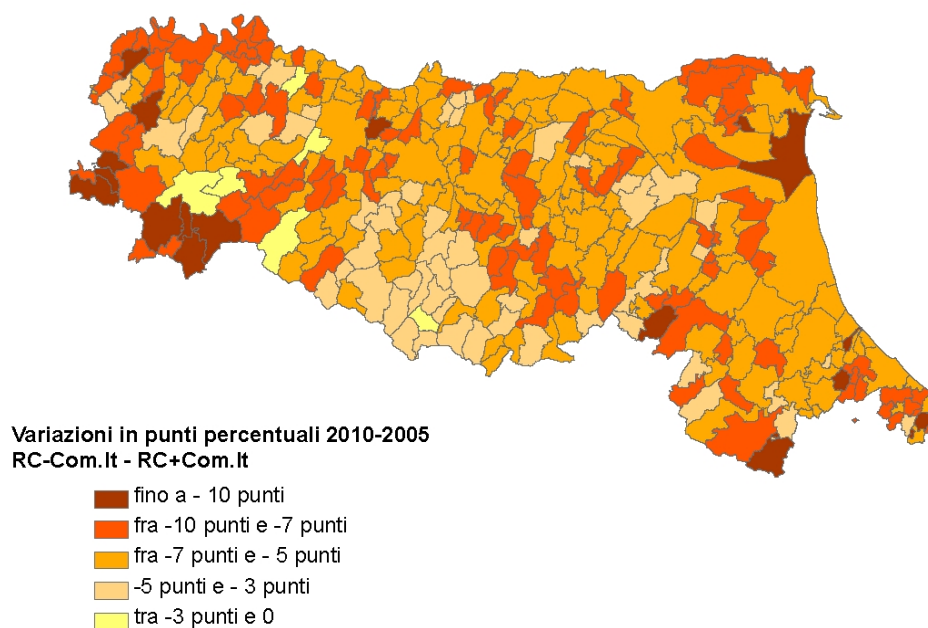 Variazioni in punti percentuali 2010-2005
RC-Com.It - RC+Com.It
fino a - 10 punti
fra -10 punti e -7 punti
fra -7 punti e - 5 punti
-5 punti e - 3 punti
tra -3 punti e 0